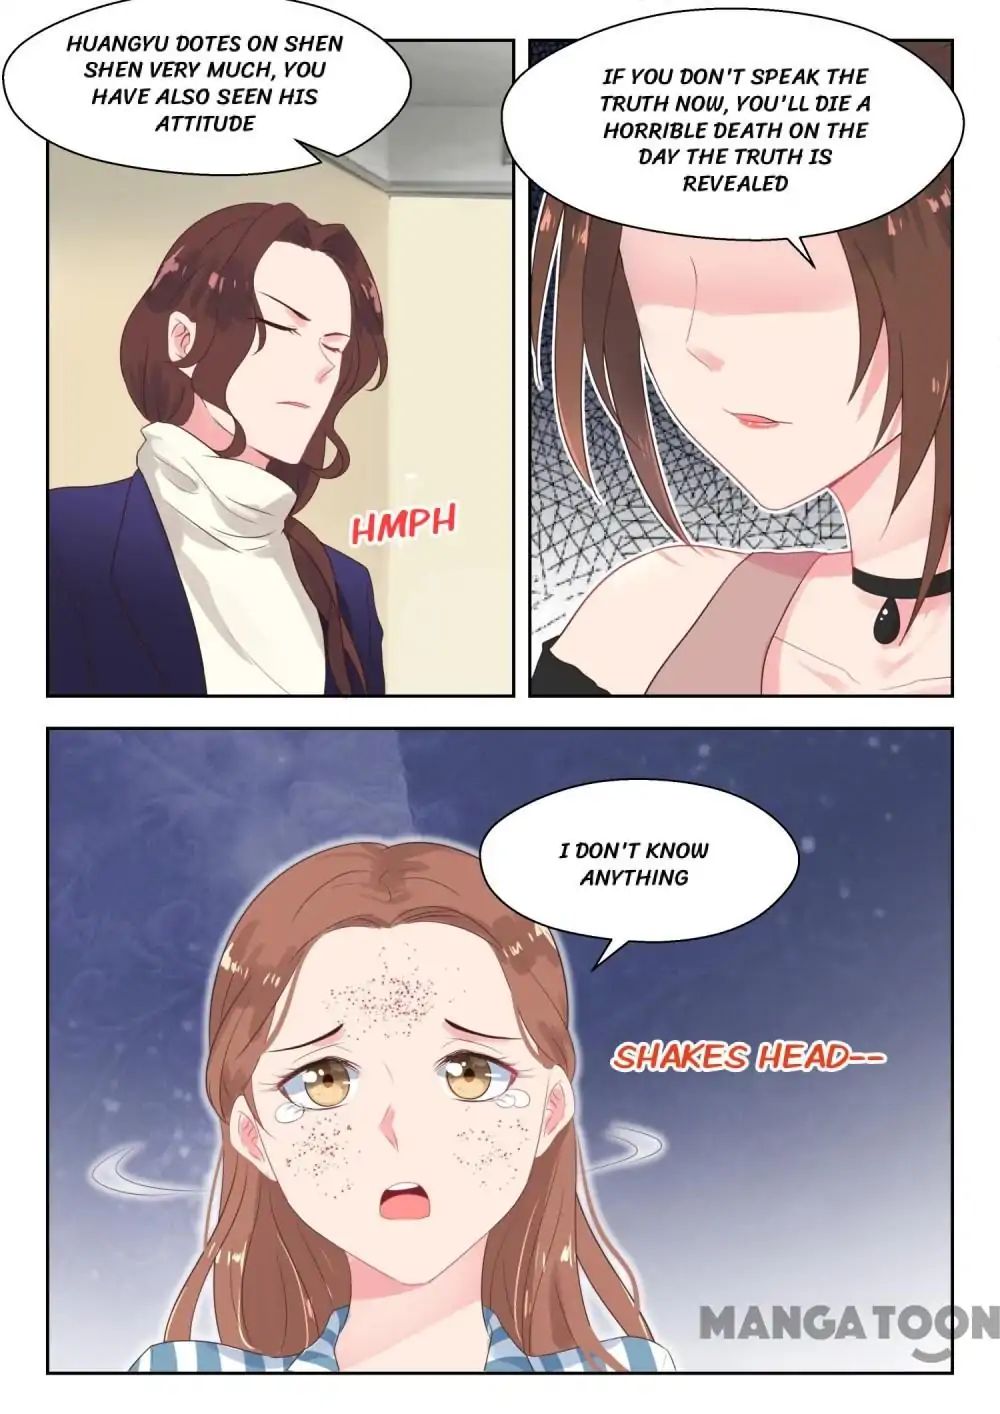 HUANGYU DOTES ON SHEN
SHEN VERY MUCH, YOU
HAVE ALSO SEEN HIS
ATTITUDE
HMPH
IF YOU DON'T SPEAK THE
TRUTH NOW, YOU'LL DIE A
HORRIBLE DEATH ON THE
DAY THE TRUTH IS
REVEALED
I DON'T KNOW
ANYTHING
SHAKES HEAD--
MANGATOON